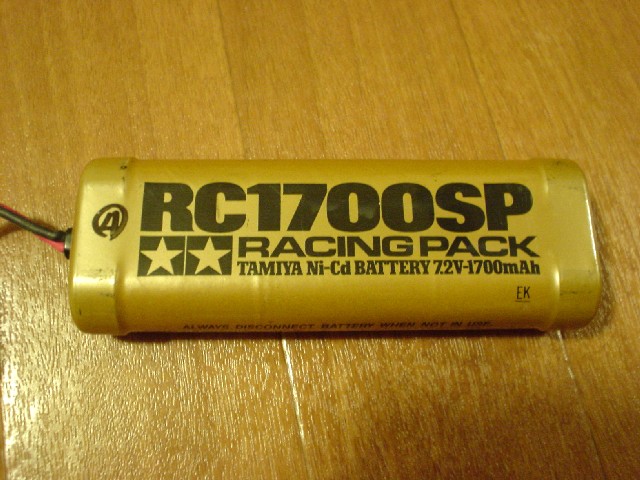 A
RC1700SP
RACING PACK
TAMIYA Ni-Cd BATTERY 7.2V-1700mAh
EK
ALWAYS DISCONNECT BATTERY WHEN NOT IN USE.